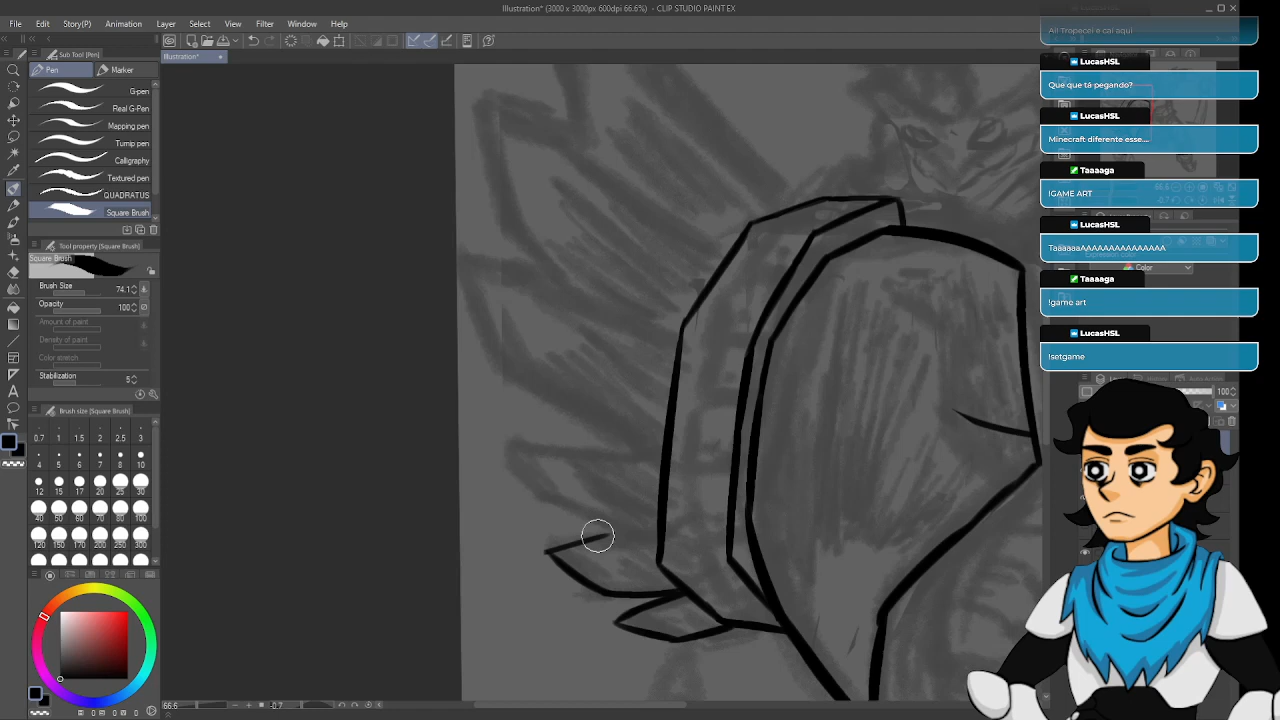 Illustration* (3000 x 3000px 600dpi 66.6%) - CLIP STUDIO PAINT EX
File Edit Story(P) Animation Layer Select View Filter Window Help
Sub Tool [Pen]
Illustration*
Pen Marker
G-pen
Real G-Pen
Mapping pen
Turnip pen
Calligraphy
Textured pen
QUADRATUS
Square Brush
Tool property [Square Brush]
Square Brush
Brush Size 74.1
Opacity 100
Amount of paint
Density of paint
Color stretch
Stabilization 5
Brush size [Square Brush]
0.7 1 1.5 2 2.5 3
4 5 6 7 8 10
12 15 17 20 25 30
40 50 60 70 80 100
120 150 170 200 250 300
66.6 -0.7
Aii Tropecei e cai aqui
LucasHSL
Que que tá pegando?
LucasHSL
Minecraft diferente esse....
Taaaaga
!GAME ART
LucasHSL
TaaaaaaAAAAAAAAAAAAAAA
Expression color
Color
Taaaaga
!game art
LucasHSL
!setgame
100